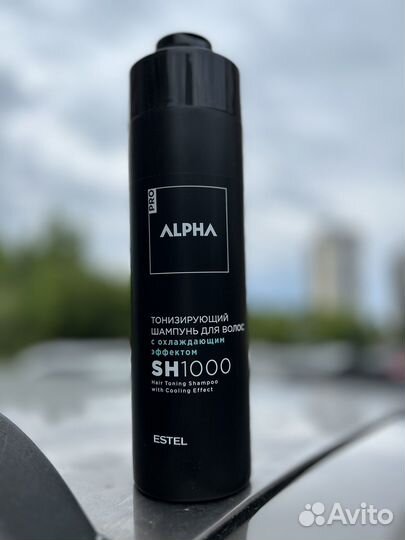 PRO
ALPHA
ТОНИЗИРУЮЩИЙ
ШАМПУНЬ ДЛЯ ВОЛОС
с охлаждающим
эффектом
SH1000
Hair Toning Shampoo
with Cooling Effect
ESTEL
Avito